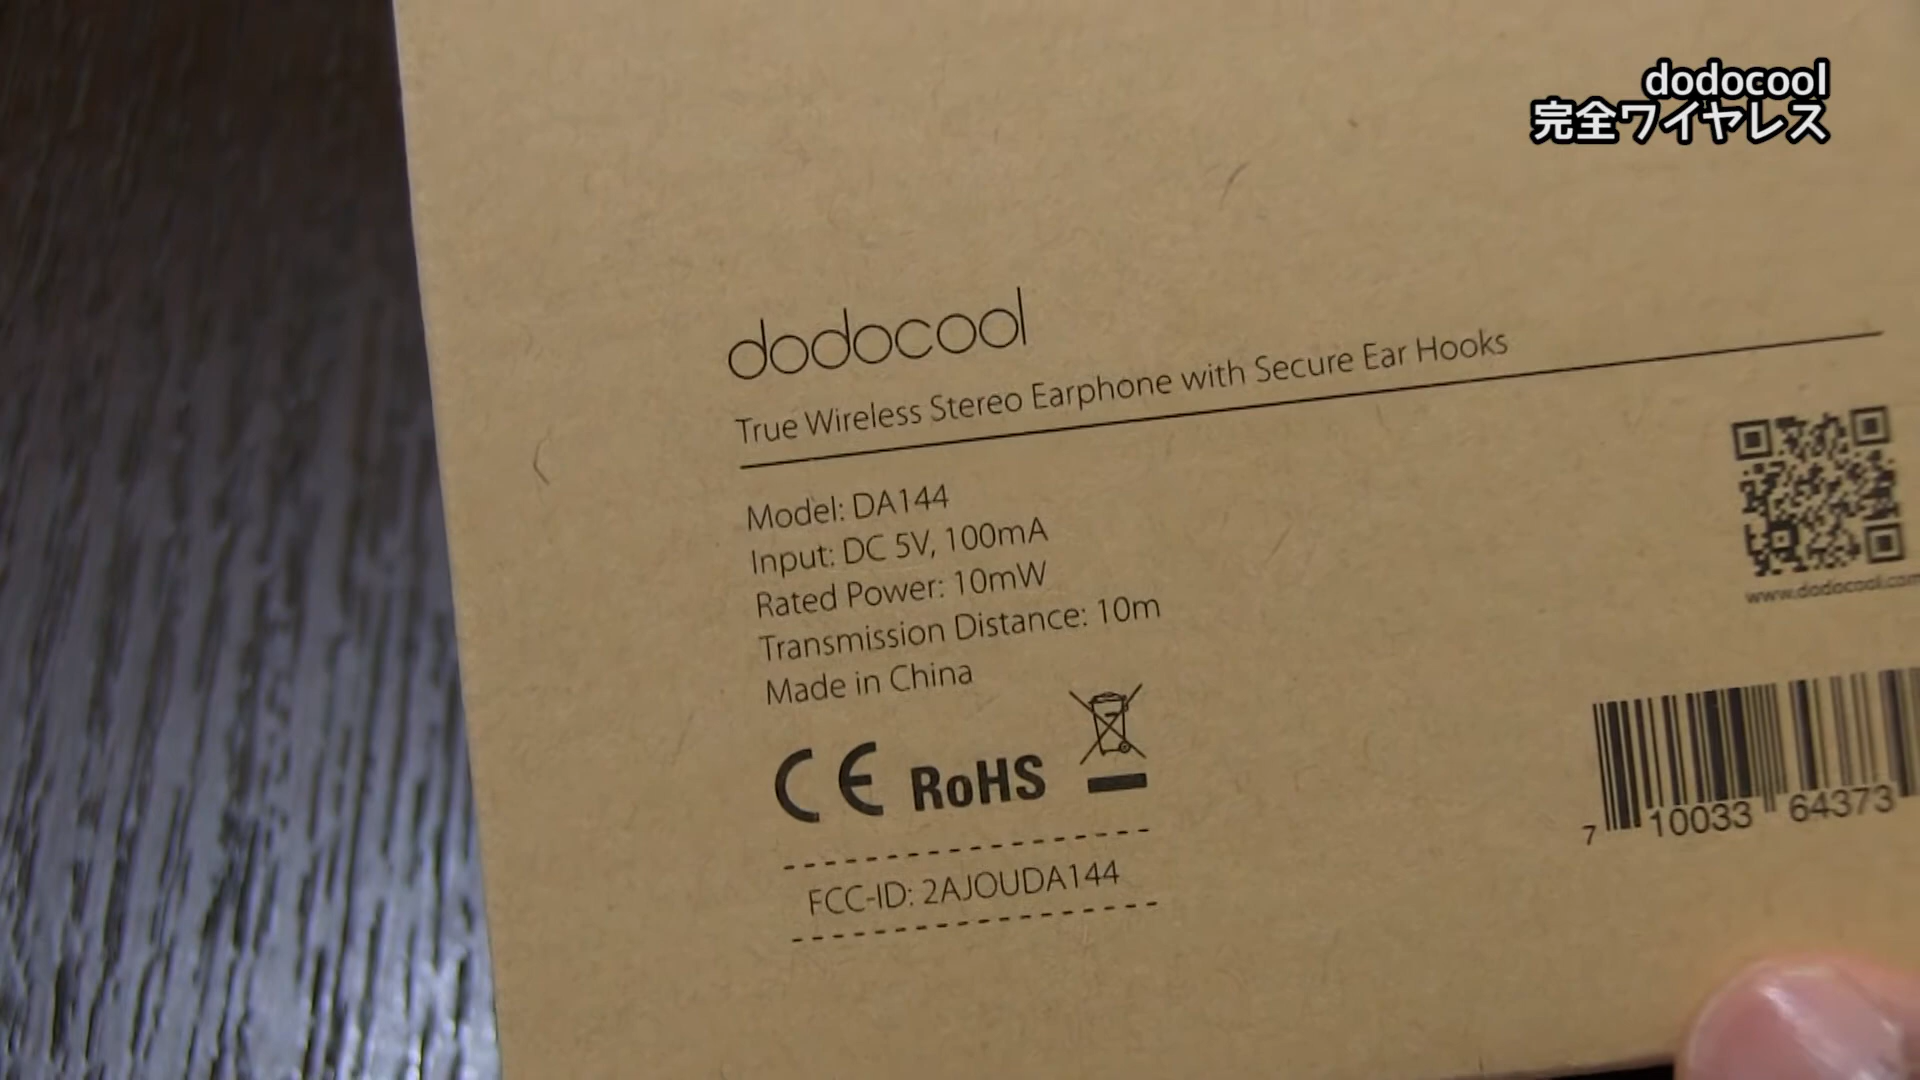 dodocool
完全ワイヤレス
dodocool
True Wireless Stereo Earphone with Secure Ear Hooks
Model: DA144
Input: DC 5V, 100mA
Rated Power: 10mW
Transmission Distance: 10m
Made in China
www.dodocool.com
CE RoHS
7 10033 64373
FCC-ID: 2AJOUDA144